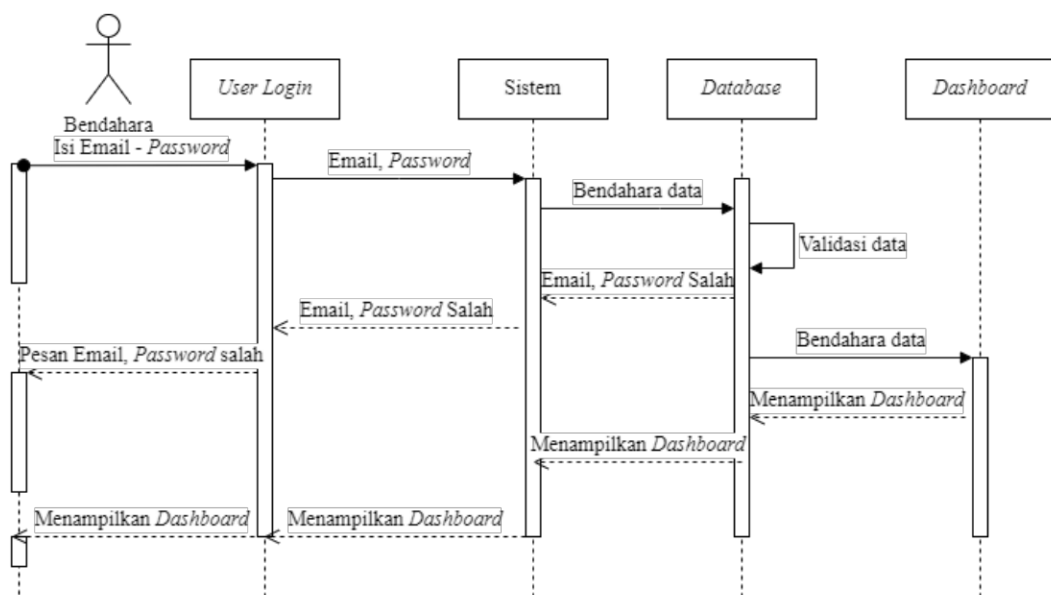 User Login
Sistem
Database
Dashboard
Bendahara
Isi Email - Password
Email, Password
Bendahara data
Validasi data
Email, Password Salah
Email, Password Salah
Bendahara data
Pesan Email, Password salah
Menampilkan Dashboard
Menampilkan Dashboard
Menampilkan Dashboard
Menampilkan Dashboard